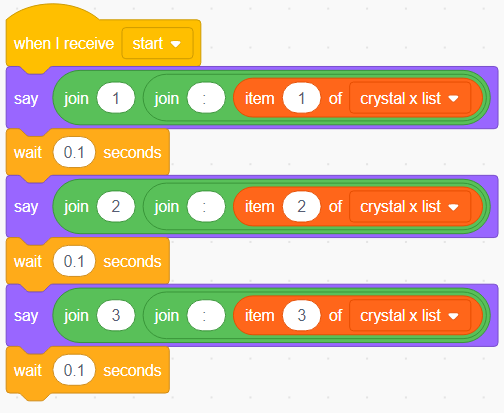 when I receive start
say join 1 join : item 1 of crystal x list
wait 0.1 seconds
say join 2 join : item 2 of crystal x list
wait 0.1 seconds
say join 3 join : item 3 of crystal x list
wait 0.1 seconds